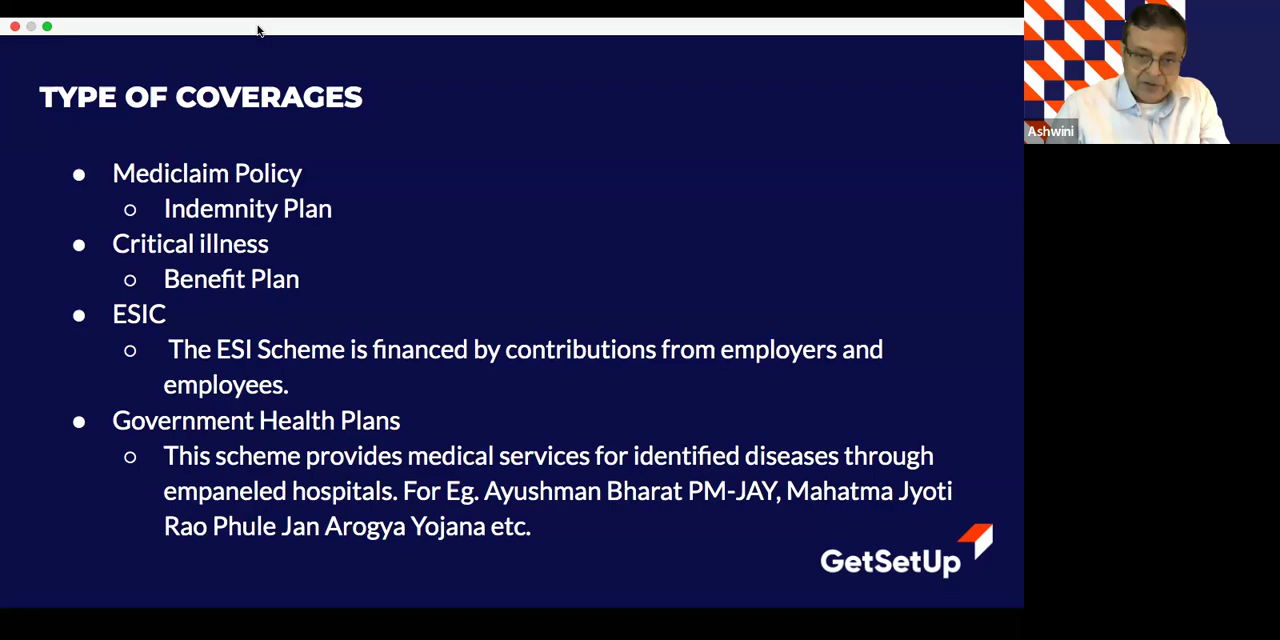 TYPE OF COVERAGES
● Mediclaim Policy
○ Indemnity Plan
● Critical illness
○ Benefit Plan
● ESIC
○ The ESI Scheme is financed by contributions from employers and
employees.
● Government Health Plans
○ This scheme provides medical services for identified diseases through
empaneled hospitals. For Eg. Ayushman Bharat PM-JAY, Mahatma Jyoti
Rao Phule Jan Arogya Yojana etc.
GetSetUp
Ashwini